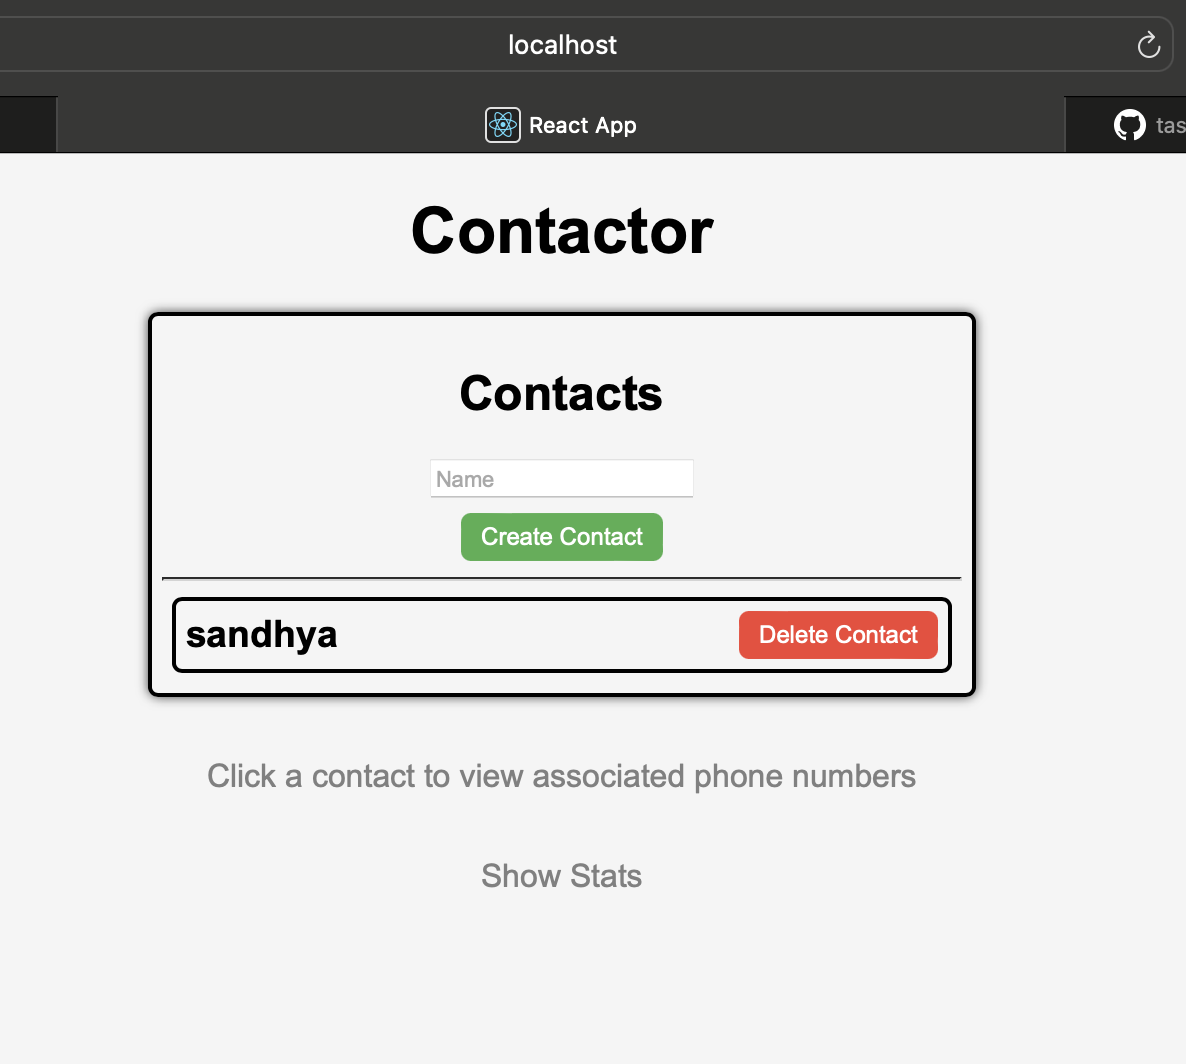 localhost
React App
tas
Contactor
Contacts
Name
Create Contact
sandhya
Delete Contact
Click a contact to view associated phone numbers
Show Stats